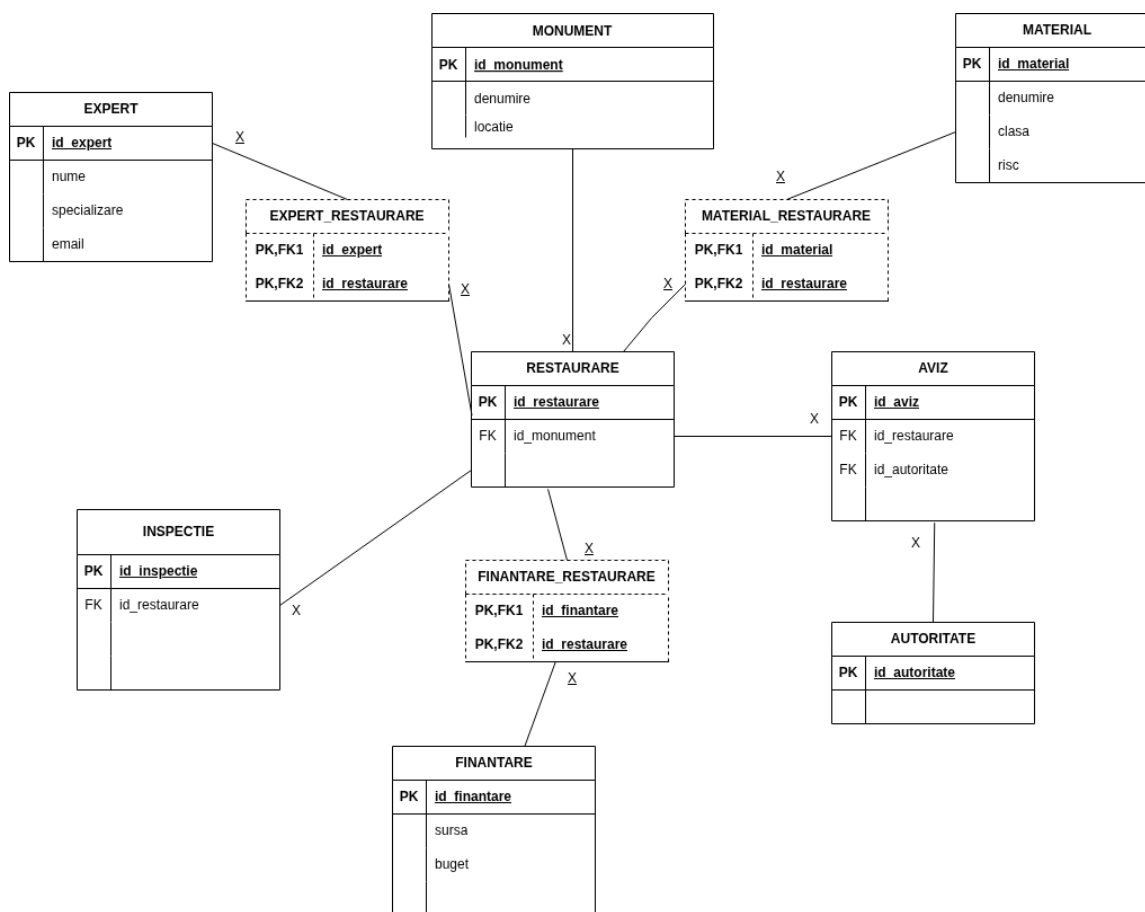 MONUMENT
PK id_monument
denumire
locatie
MATERIAL
PK id_material
denumire
clasa
risc
EXPERT
PK id_expert
nume
specializare
email
X
X
EXPERT_RESTAURARE
PK,FK1 id_expert
PK,FK2 id_restaurare
X
MATERIAL_RESTAURARE
PK,FK1 id_material
PK,FK2 id_restaurare
X
X
RESTAURARE
PK id_restaurare
FK id_monument
X
AVIZ
PK id_aviz
FK id_restaurare
FK id_autoritate
INSPECTIE
PK id_inspectie
FK id_restaurare
X
X
FINANTARE_RESTAURARE
PK,FK1 id_finantare
PK,FK2 id_restaurare
X
X
AUTORITATE
PK id_autoritate
FINANTARE
PK id_finantare
sursa
buget